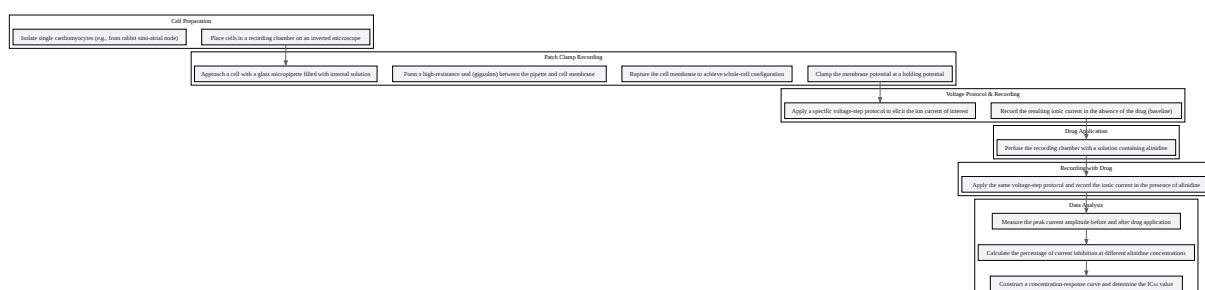 Cell Preparation
Isolate single cardiomyocytes (e.g., from rabbit sino-atrial node)
Place cells in a recording chamber on an inverted microscope
Patch Clamp Recording
Approach a cell with a glass micropipette filled with internal solution
Form a high-resistance seal (gigaohm) between the pipette and cell membrane
Rupture the cell membrane to achieve whole-cell configuration
Clamp the membrane potential at a holding potential
Voltage Protocol & Recording
Apply a specific voltage-step protocol to elicit the ion current of interest
Record the resulting ionic current in the absence of the drug (baseline)
Drug Application
Perfuse the recording chamber with a solution containing alinidine
Recording with Drug
Apply the same voltage-step protocol and record the ionic current in the presence of alinidine
Data Analysis
Measure the peak current amplitude before and after drug application
Calculate the percentage of current inhibition at different alinidine concentrations
Construct a concentration-response curve and determine the IC₅₀ value